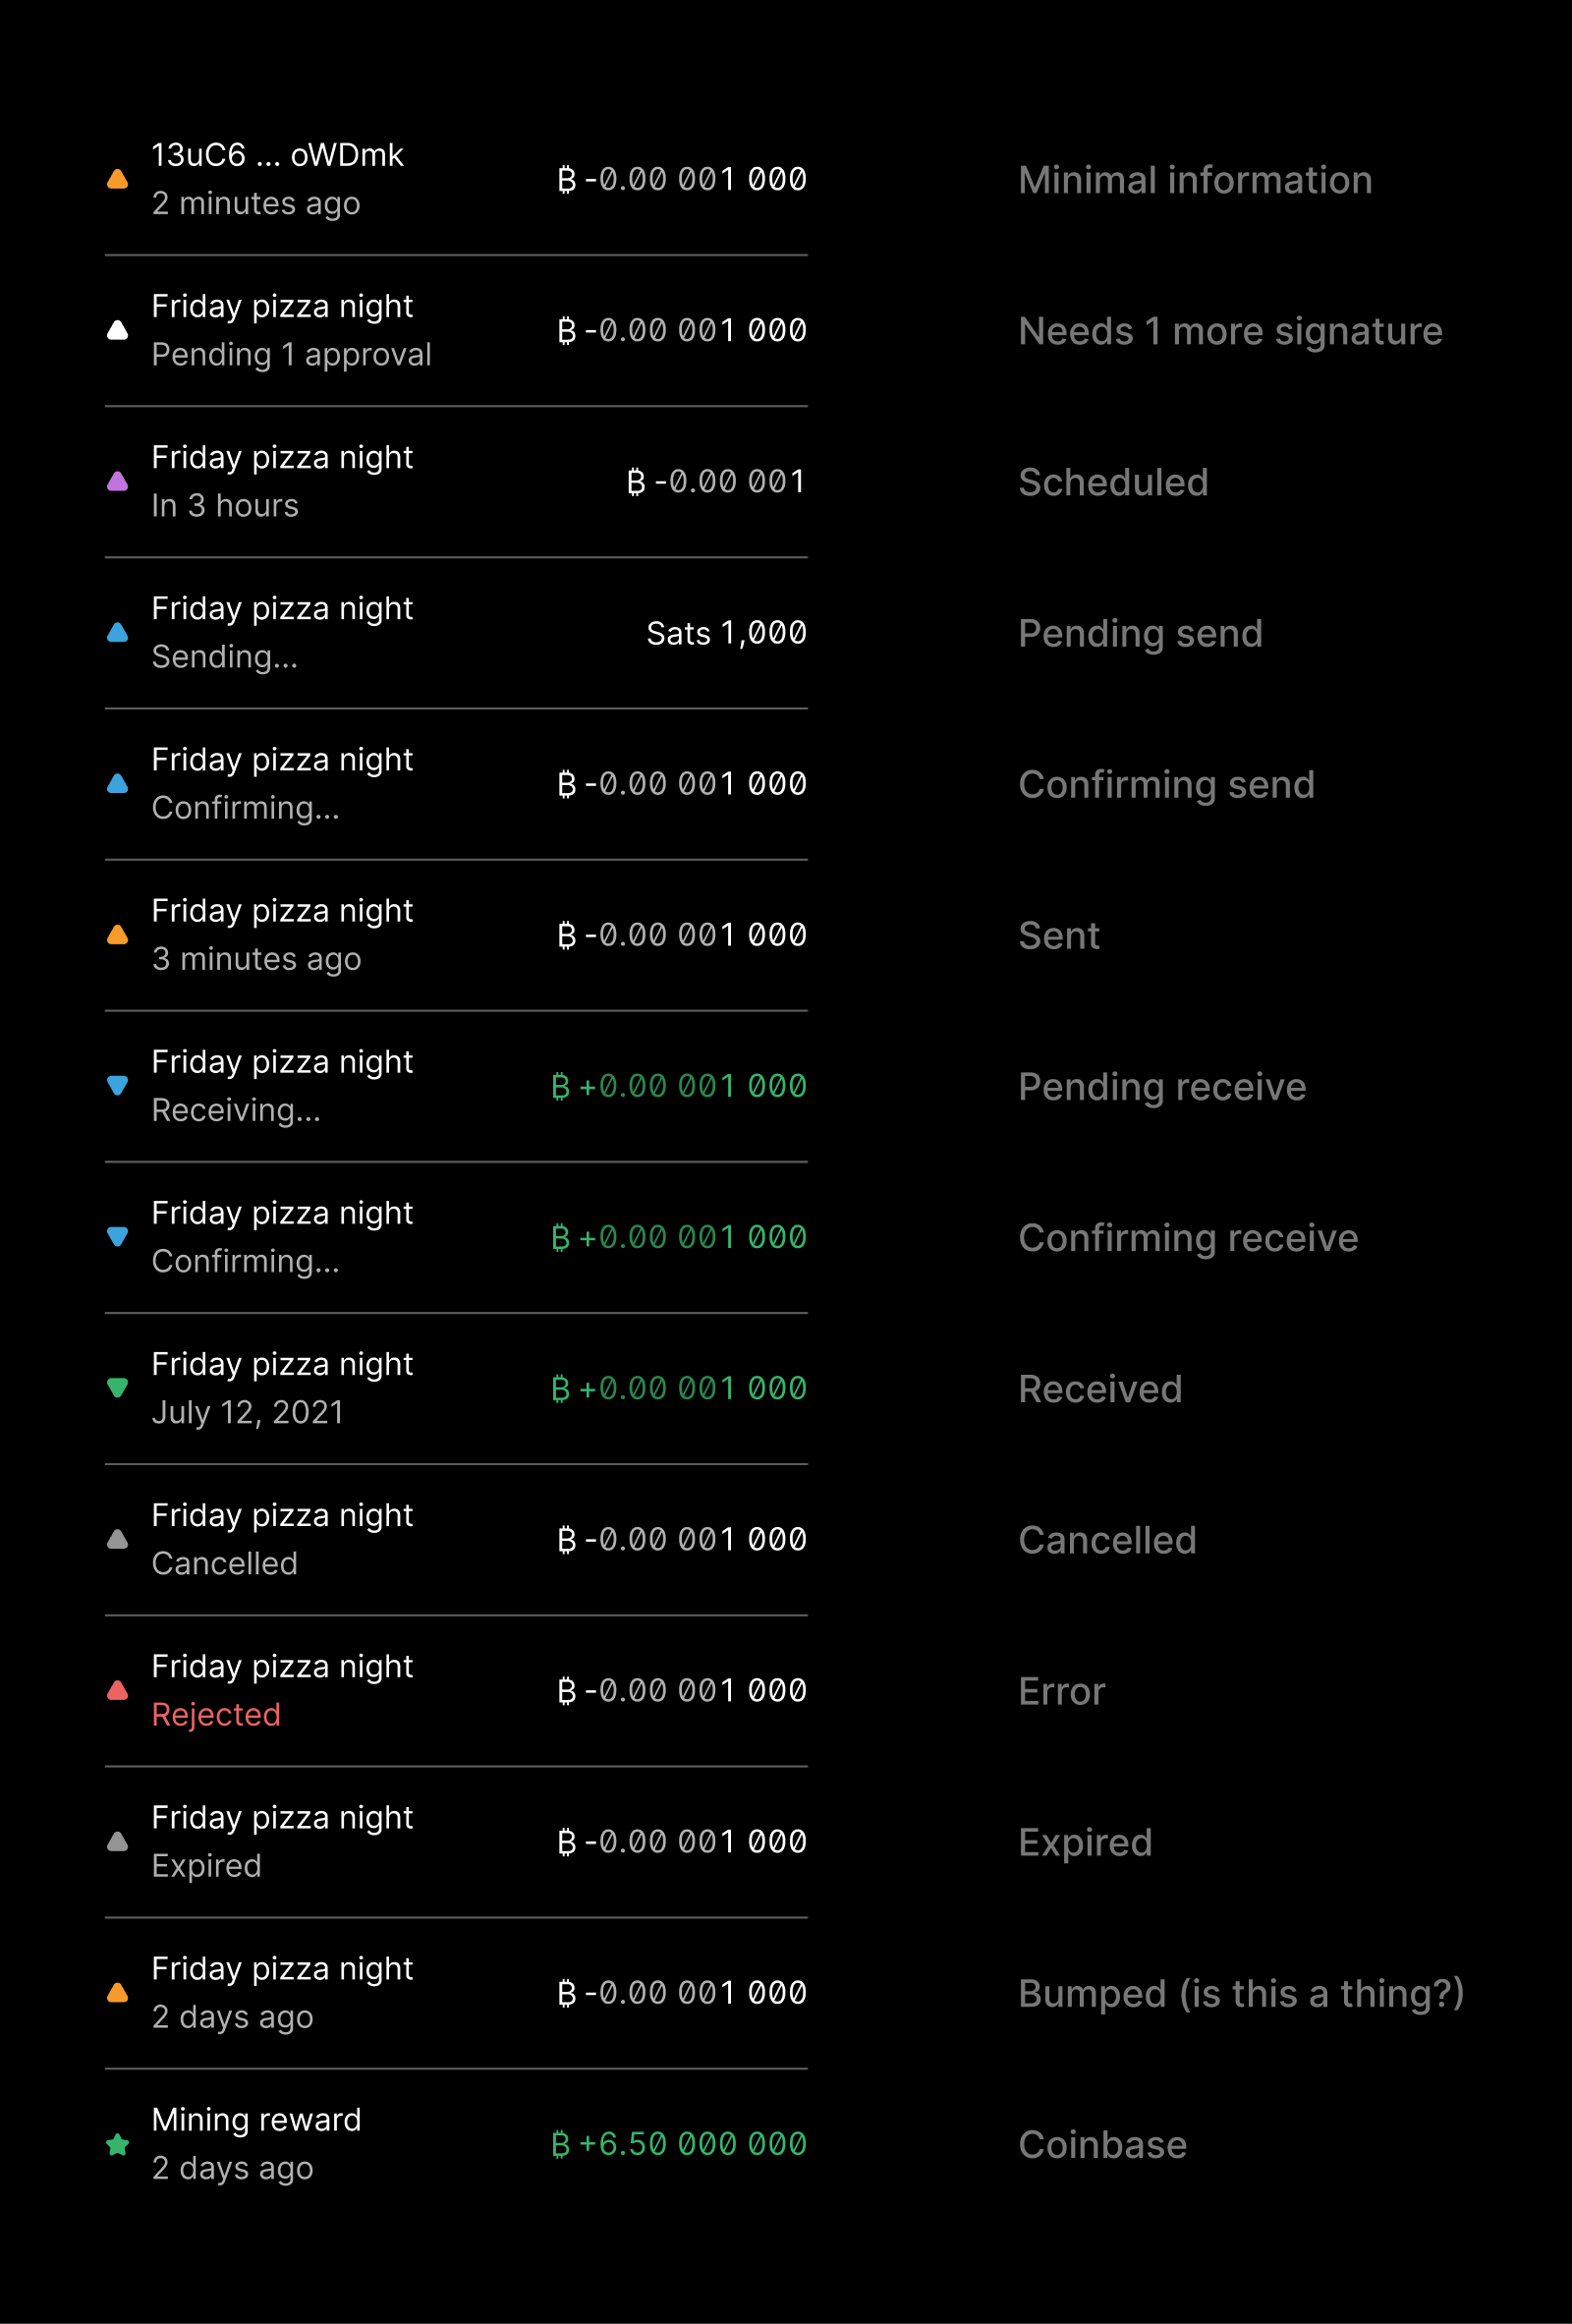 13uC6 ... oWDmk
2 minutes ago
₿ -0.00 001 000
Minimal information
Friday pizza night
Pending 1 approval
₿ -0.00 001 000
Needs 1 more signature
Friday pizza night
In 3 hours
₿ -0.00 001
Scheduled
Friday pizza night
Sending...
Sats 1,000
Pending send
Friday pizza night
Confirming...
₿ -0.00 001 000
Confirming send
Friday pizza night
3 minutes ago
₿ -0.00 001 000
Sent
Friday pizza night
Receiving...
₿ +0.00 001 000
Pending receive
Friday pizza night
Confirming...
₿ +0.00 001 000
Confirming receive
Friday pizza night
July 12, 2021
₿ +0.00 001 000
Received
Friday pizza night
Cancelled
₿ -0.00 001 000
Cancelled
Friday pizza night
Rejected
₿ -0.00 001 000
Error
Friday pizza night
Expired
₿ -0.00 001 000
Expired
Friday pizza night
2 days ago
₿ -0.00 001 000
Bumped (is this a thing?)
Mining reward
2 days ago
₿ +6.50 000 000
Coinbase